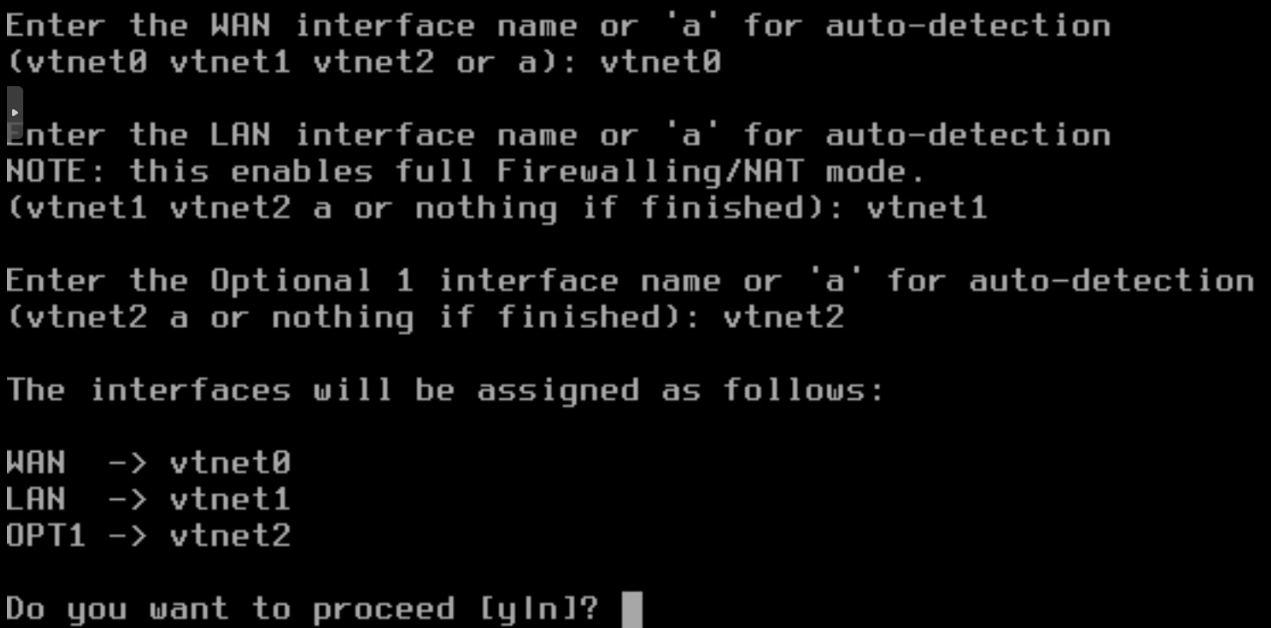 Enter the WAN interface name or 'a' for auto-detection
(vtnet0 vtnet1 vtnet2 or a): vtnet0
Enter the LAN interface name or 'a' for auto-detection
NOTE: this enables full Firewalling/NAT mode.
(vtnet1 vtnet2 a or nothing if finished): vtnet1
Enter the Optional 1 interface name or 'a' for auto-detection
(vtnet2 a or nothing if finished): vtnet2
The interfaces will be assigned as follows:
WAN  -> vtnet0
LAN  -> vtnet1
OPT1 -> vtnet2
Do you want to proceed [y|n]?